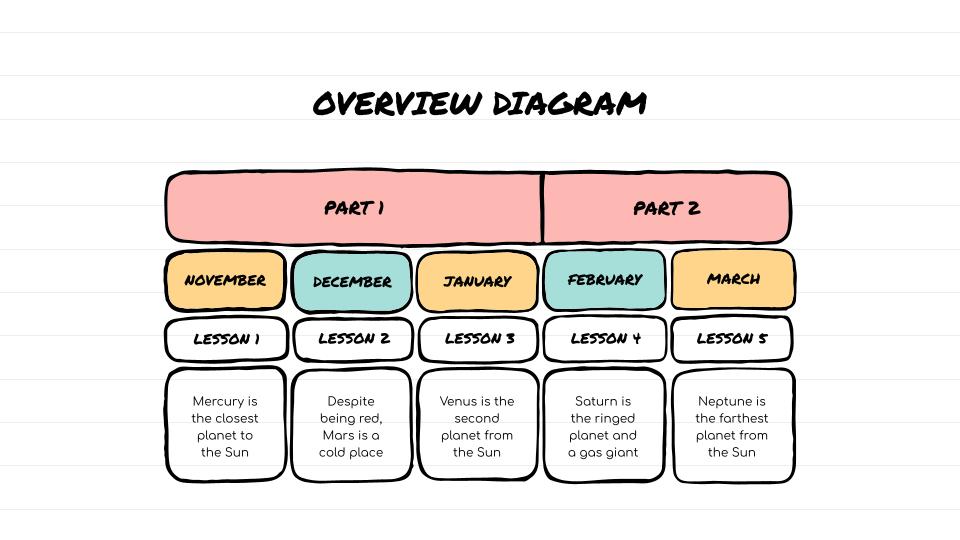 OVERVIEW DIAGRAM
PART 1
PART 2
NOVEMBER
DECEMBER
JANUARY
FEBRUARY
MARCH
LESSON 1
LESSON 2
LESSON 3
LESSON 4
LESSON 5
Mercury is
the closest
planet to
the Sun
Despite
being red,
Mars is a
cold place
Venus is the
second
planet from
the Sun
Saturn is
the ringed
planet and
a gas giant
Neptune is
the farthest
planet from
the Sun